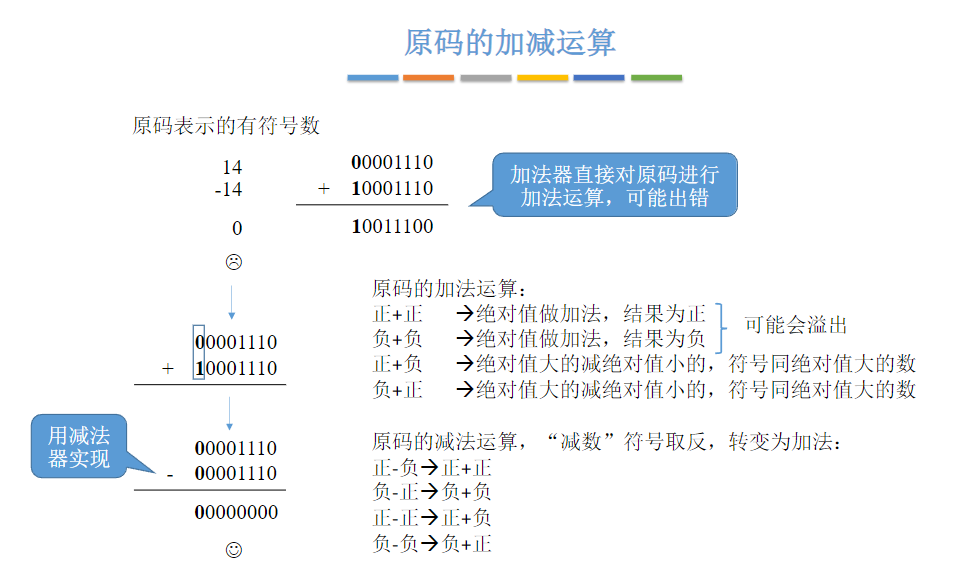 原码的加减运算
原码表示的有符号数
14
-14
0
☹
00001110
+ 10001110
10011100
加法器直接对原码进行
加法运算，可能出错
00001110
+ 10001110
用减法
器实现
00001110
- 00001110
00000000
☺
原码的加法运算：
正+正 →绝对值做加法，结果为正
负+负 →绝对值做加法，结果为负
可能会溢出
正+负 →绝对值大的减绝对值小的，符号同绝对值大的数
负+正 →绝对值大的减绝对值小的，符号同绝对值大的数
原码的减法运算，“减数”符号取反，转变为加法：
正-负→正+正
负-正→负+负
正-正→正+负
负-负→负+正